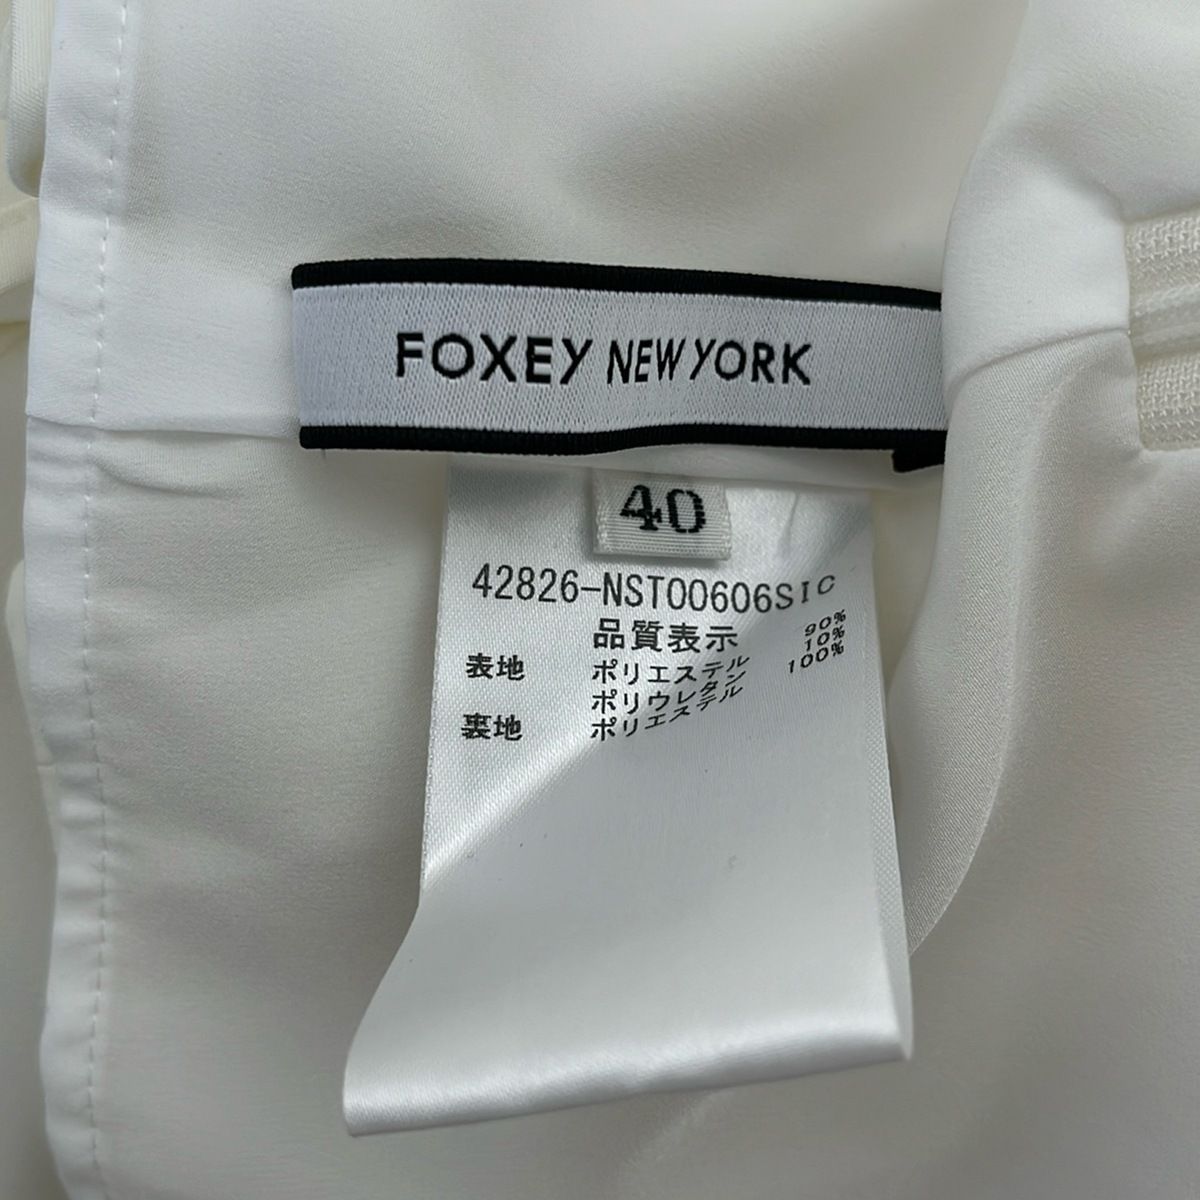 FOXEY NEW YORK
40
42826-NST00606SIC
品質表示
表地 ポリエステル 90%
ポリウレタン 10%
裏地 ポリエステル 100%